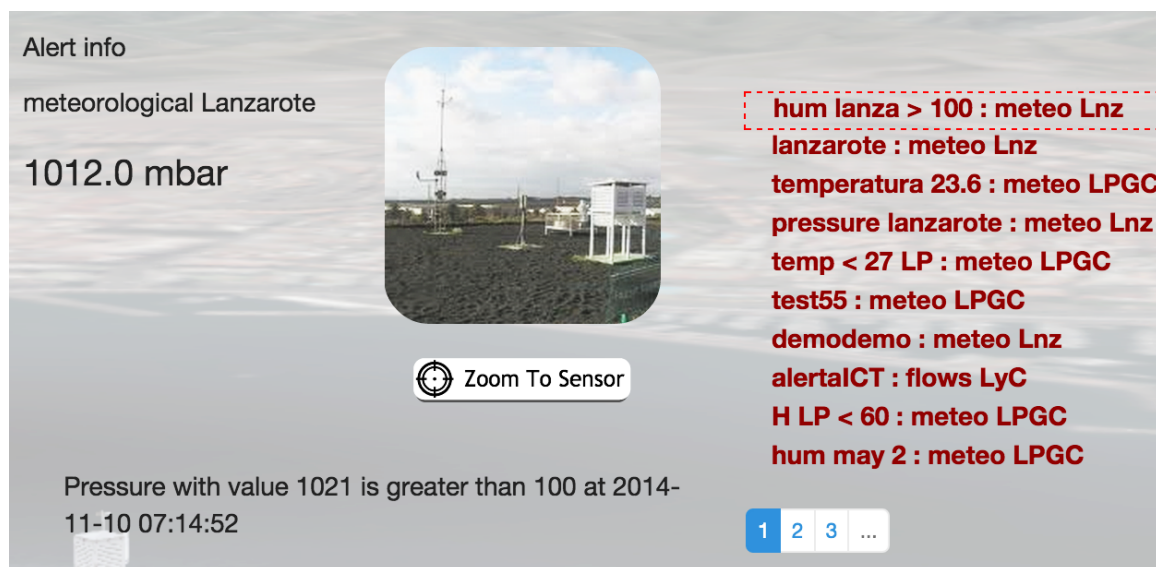 Alert info
meteorological Lanzarote
1012.0 mbar
Zoom To Sensor
Pressure with value 1021 is greater than 100 at 2014-
11-10 07:14:52
hum lanza > 100 : meteo Lnz
lanzarote : meteo Lnz
temperatura 23.6 : meteo LPGC
pressure lanzarote : meteo Lnz
temp < 27 LP : meteo LPGC
test55 : meteo LPGC
demodemo : meteo Lnz
alertaICT : flows LyC
H LP < 60 : meteo LPGC
hum may 2 : meteo LPGC
1 2 3 ...